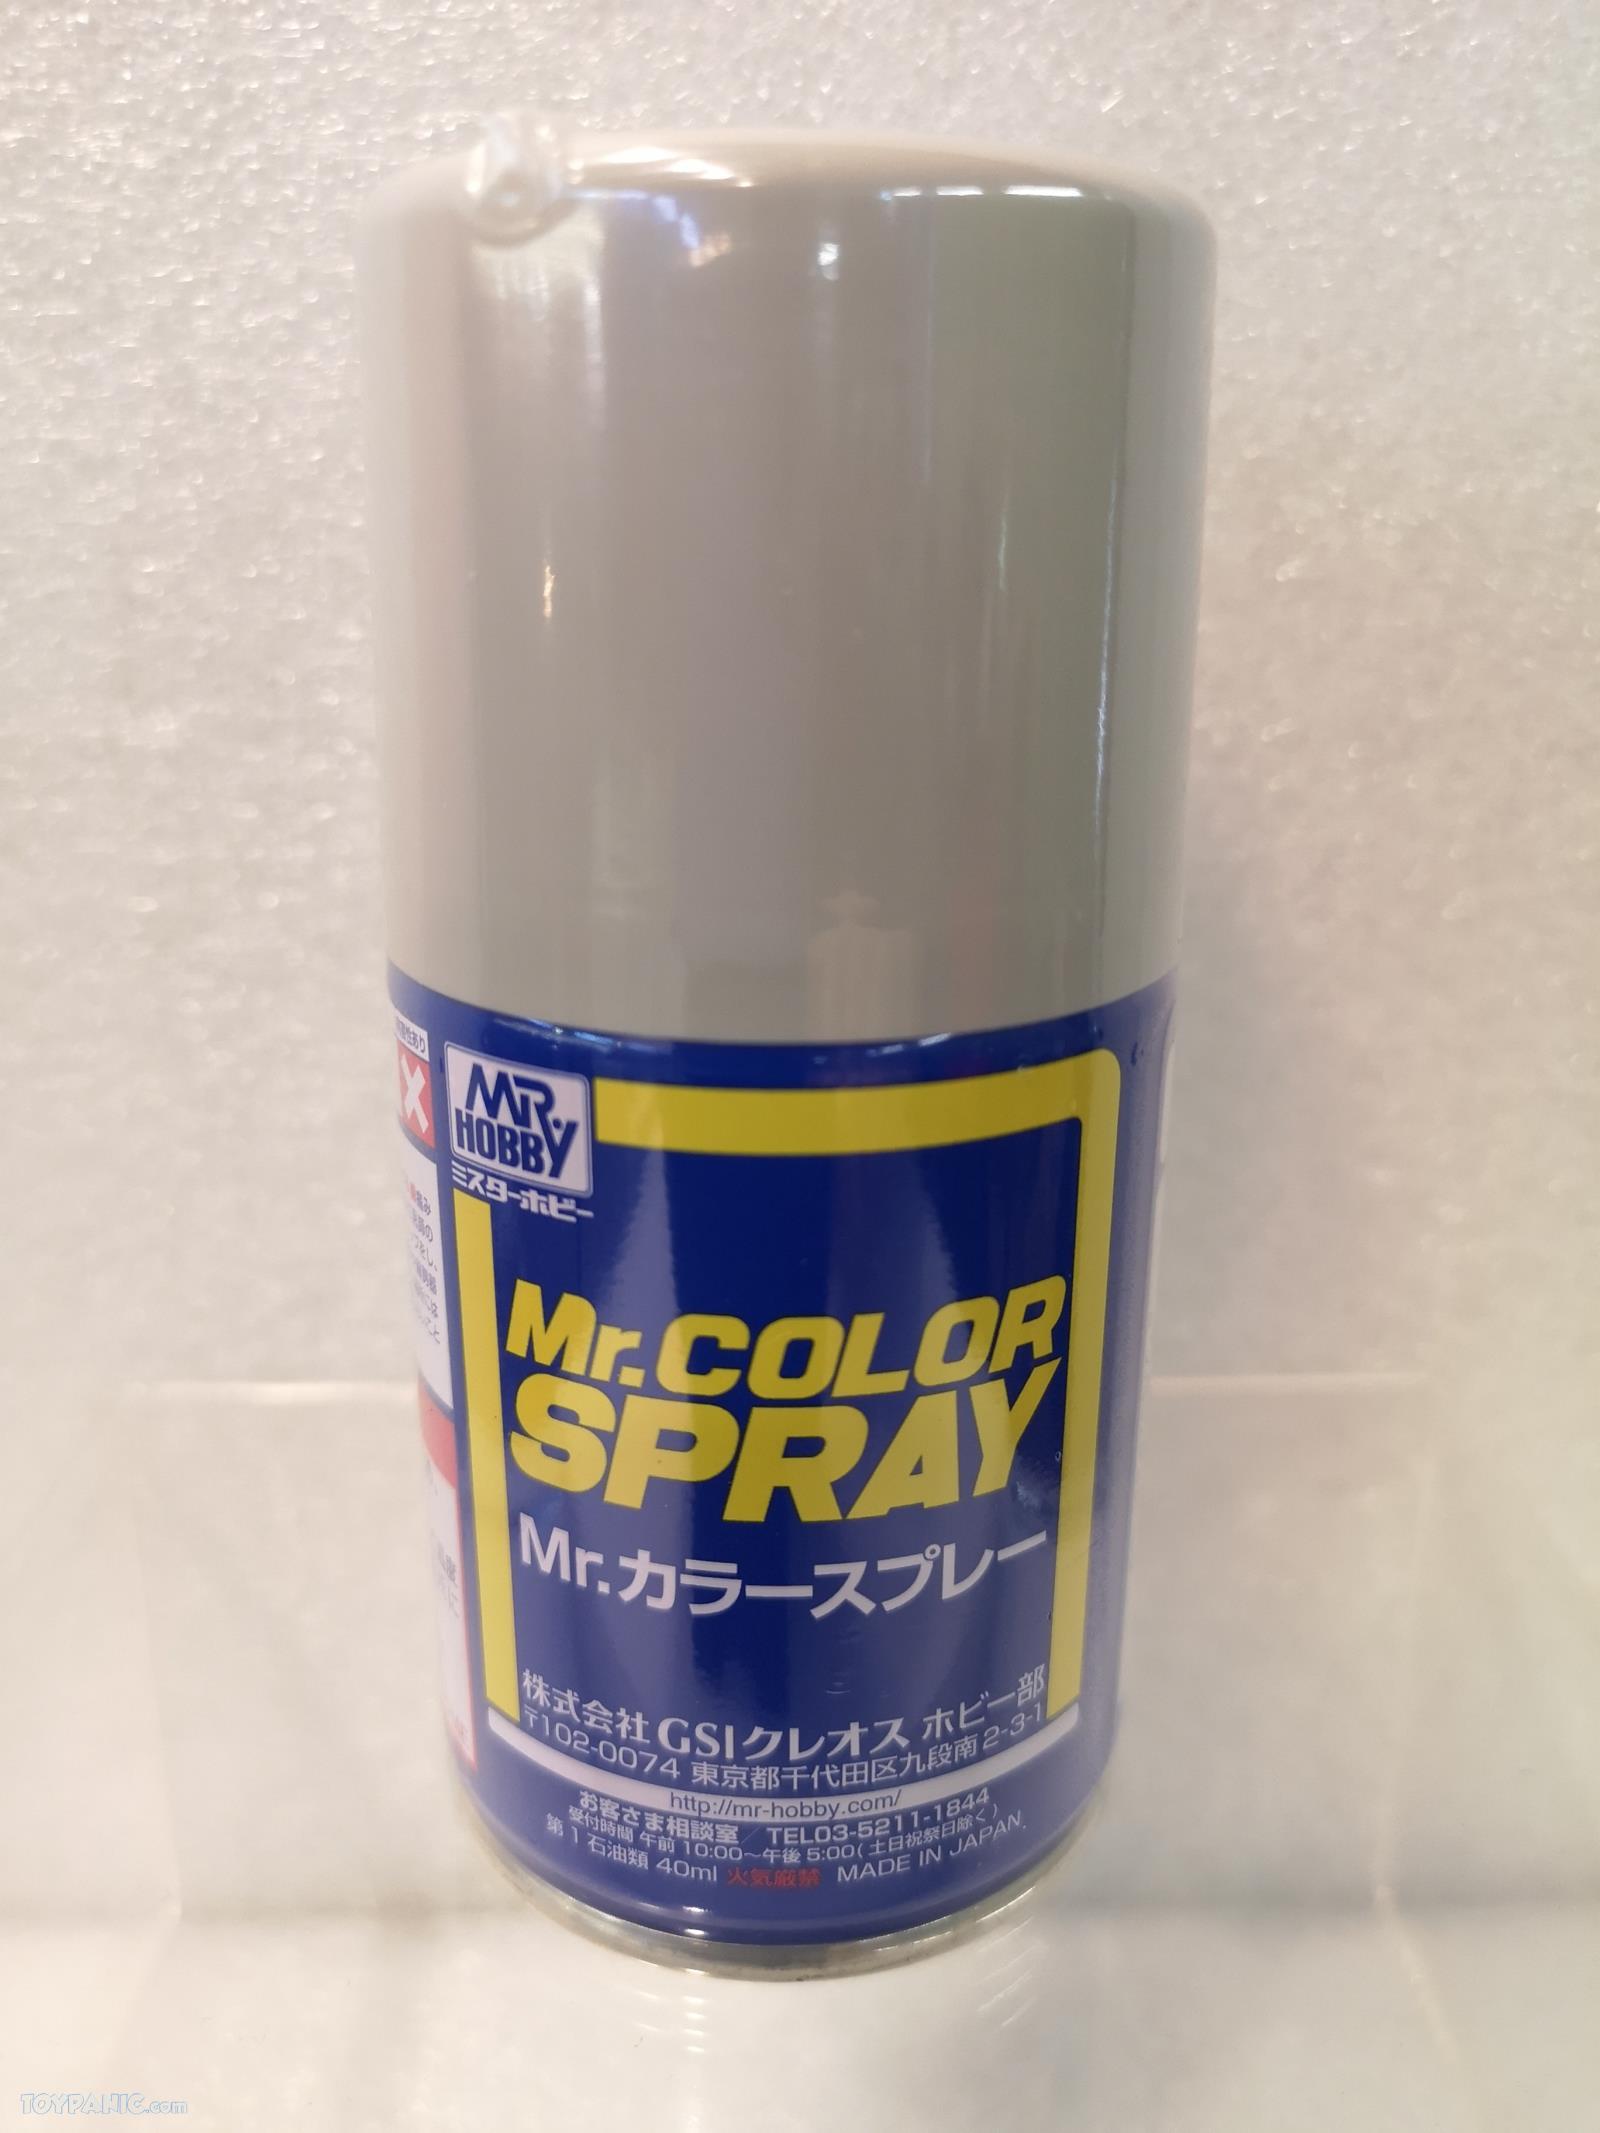 MR.
HOBBY
ミスターホビー
Mr.COLOR
SPRAY
Mr.カラースプレー
株式会社GSIクレオス ホビー部
〒102-0074 東京都千代田区九段南2-3-1
http://mr-hobby.com/
お客さま相談室／TEL03-5211-1844
受付時間 午前10:00～午後5:00(土日祝祭日除く)
第1石油類 40ml 火気厳禁 MADE IN JAPAN.
TOYPANIC.com